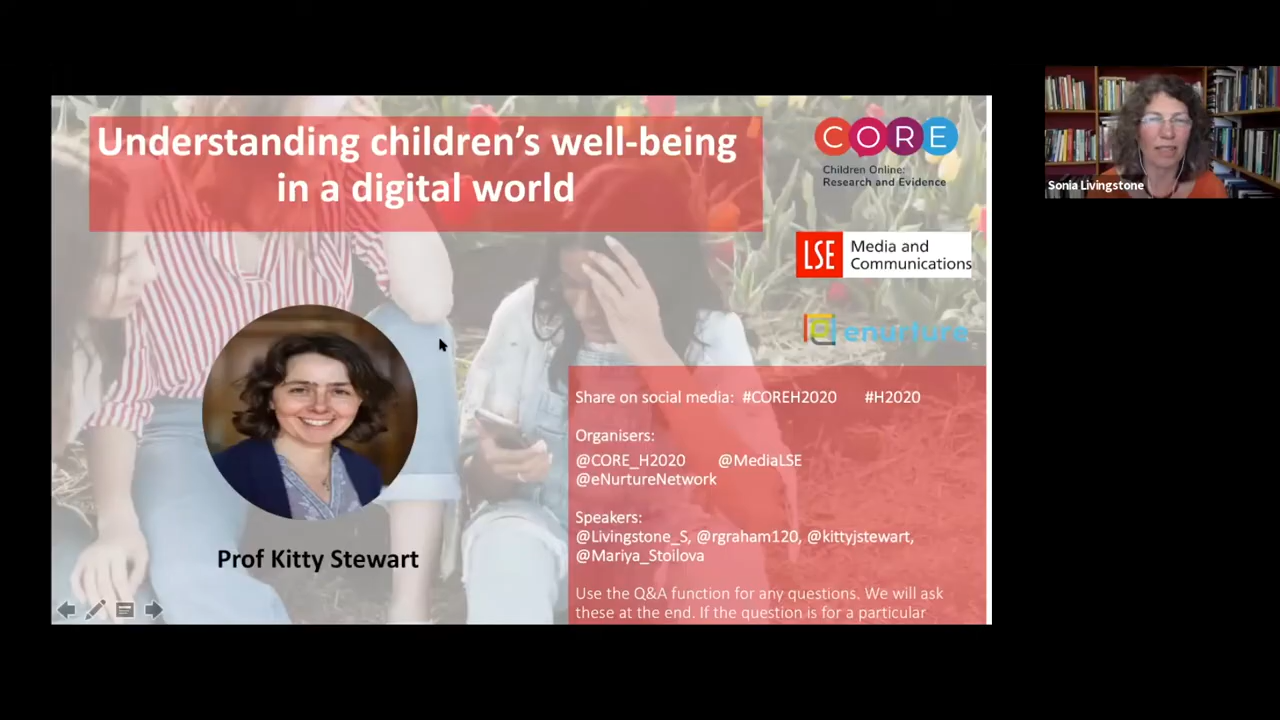 Understanding children's well-being
in a digital world
CORE
Children Online:
Research and Evidence
LSE
Media and
Communications
enurture
Sonia Livingstone
Prof Kitty Stewart
Share on social media: #COREH2020 #H2020
Organisers:
@CORE_H2020 @MediaLSE
@eNurtureNetwork
Speakers:
@Livingstone_S, @rgraham120, @kittyjstewart,
@Mariya_Stoilova
Use the Q&A function for any questions. We will ask
these at the end. If the question is for a particular